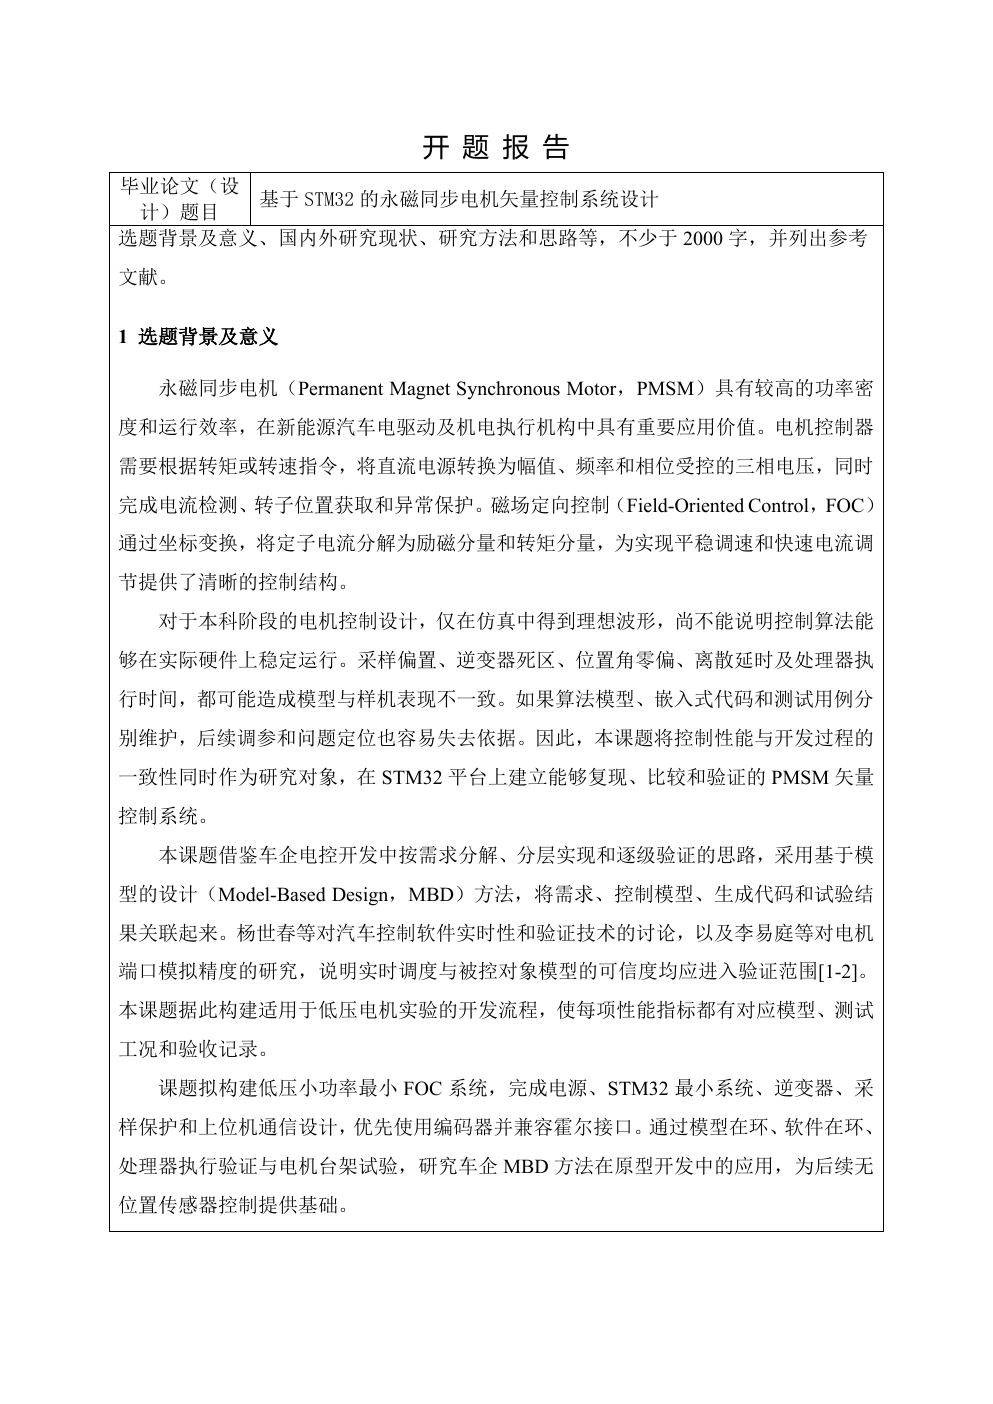 开 题 报 告
毕业论文（设
计）题目
基于 STM32 的永磁同步电机矢量控制系统设计
选题背景及意义、国内外研究现状、研究方法和思路等，不少于 2000 字，并列出参考
文献。
1 选题背景及意义
永磁同步电机（Permanent Magnet Synchronous Motor，PMSM）具有较高的功率密
度和运行效率，在新能源汽车电驱动及机电执行机构中具有重要应用价值。电机控制器
需要根据转矩或转速指令，将直流电源转换为幅值、频率和相位受控的三相电压，同时
完成电流检测、转子位置获取和异常保护。磁场定向控制（Field-Oriented Control，FOC）
通过坐标变换，将定子电流分解为励磁分量和转矩分量，为实现平稳调速和快速电流调
节提供了清晰的控制结构。
对于本科阶段的电机控制设计，仅在仿真中得到理想波形，尚不能说明控制算法能
够在实际硬件上稳定运行。采样偏置、逆变器死区、位置角零偏、离散延时及处理器执
行时间，都可能造成模型与样机表现不一致。如果算法模型、嵌入式代码和测试用例分
别维护，后续调参和问题定位也容易失去依据。因此，本课题将控制性能与开发过程的
一致性同时作为研究对象，在 STM32 平台上建立能够复现、比较和验证的 PMSM 矢量
控制系统。
本课题借鉴车企电控开发中按需求分解、分层实现和逐级验证的思路，采用基于模
型的设计（Model-Based Design，MBD）方法，将需求、控制模型、生成代码和试验结
果关联起来。杨世春等对汽车控制软件实时性和验证技术的讨论，以及李易庭等对电机
端口模拟精度的研究，说明实时调度与被控对象模型的可信度均应进入验证范围[1-2]。
本课题据此构建适用于低压电机实验的开发流程，使每项性能指标都有对应模型、测试
工况和验收记录。
课题拟构建低压小功率最小 FOC 系统，完成电源、STM32 最小系统、逆变器、采
样保护和上位机通信设计，优先使用编码器并兼容霍尔接口。通过模型在环、软件在环、
处理器执行验证与电机台架试验，研究车企 MBD 方法在原型开发中的应用，为后续无
位置传感器控制提供基础。